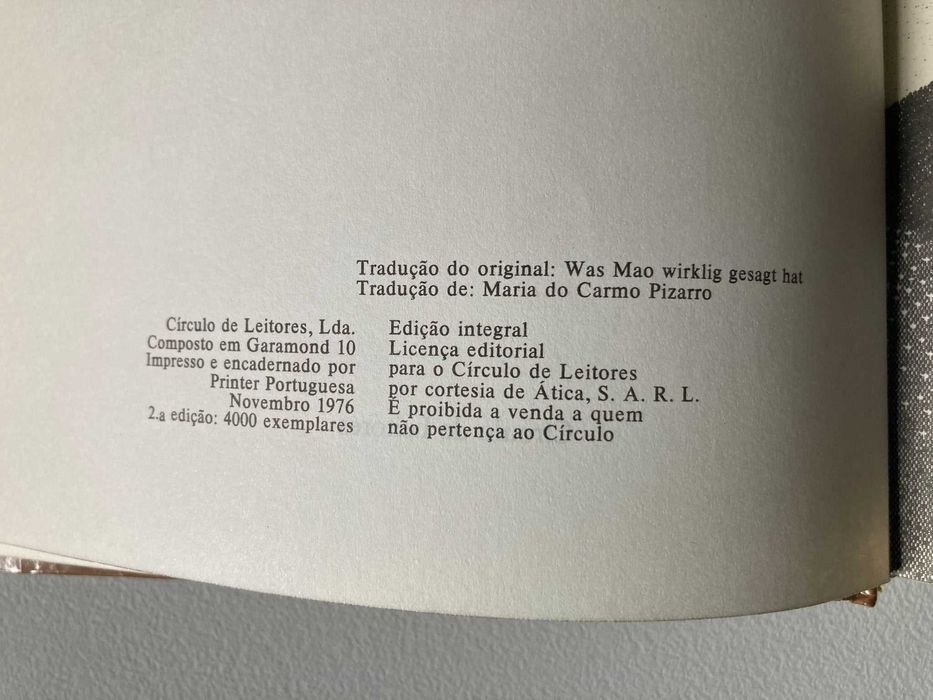 Tradução do original: Was Mao wirklig gesagt hat
Tradução de: Maria do Carmo Pizarro
Círculo de Leitores, Lda.
Composto em Garamond 10
Impresso e encadernado por
Printer Portuguesa
Novembro 1976
2.a edição: 4000 exemplares
Edição integral
Licença editorial
para o Círculo de Leitores
por cortesia de Ática, S. A. R. L.
É proibida a venda a quem
não pertença ao Círculo